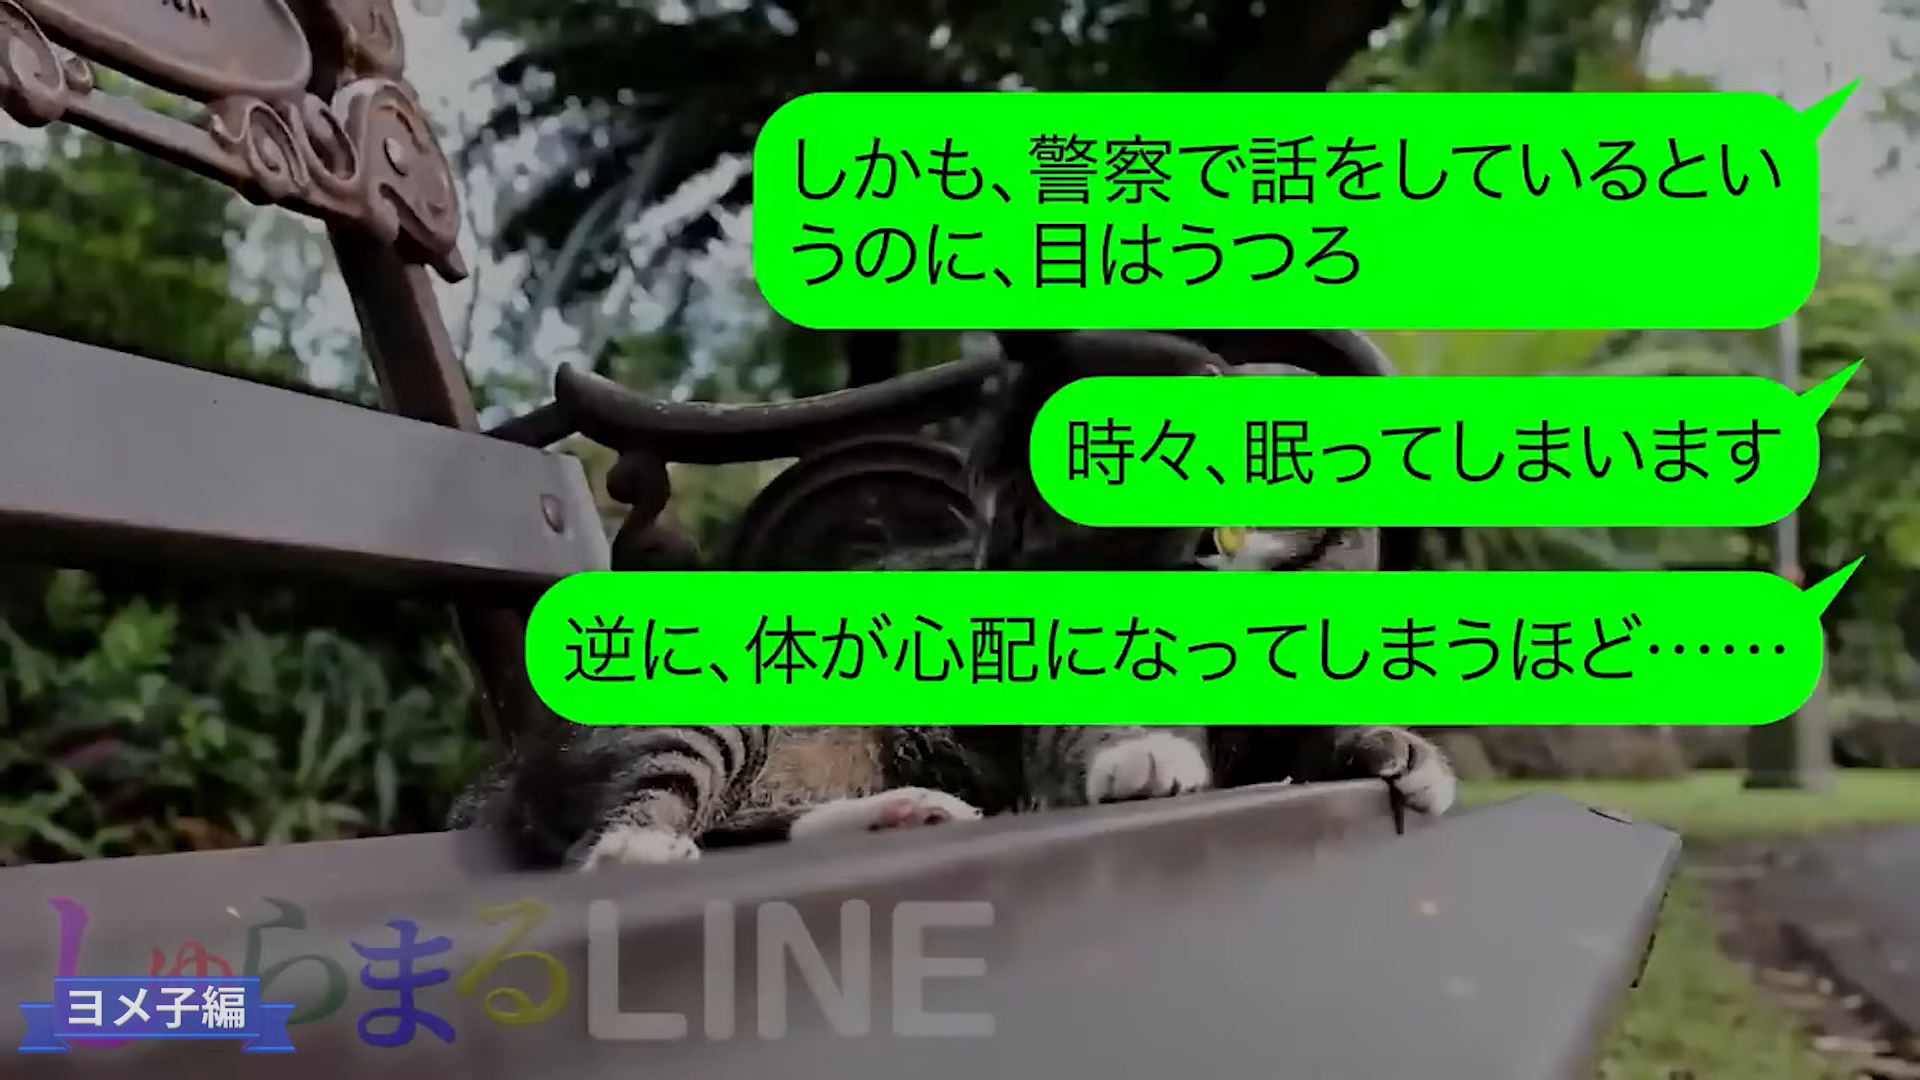 しかも、警察で話をしているとい
うのに、目はうつろ
時々、眠ってしまいます
逆に、体が心配になってしまうほど……
しゅらまるLINE
ヨメ子編